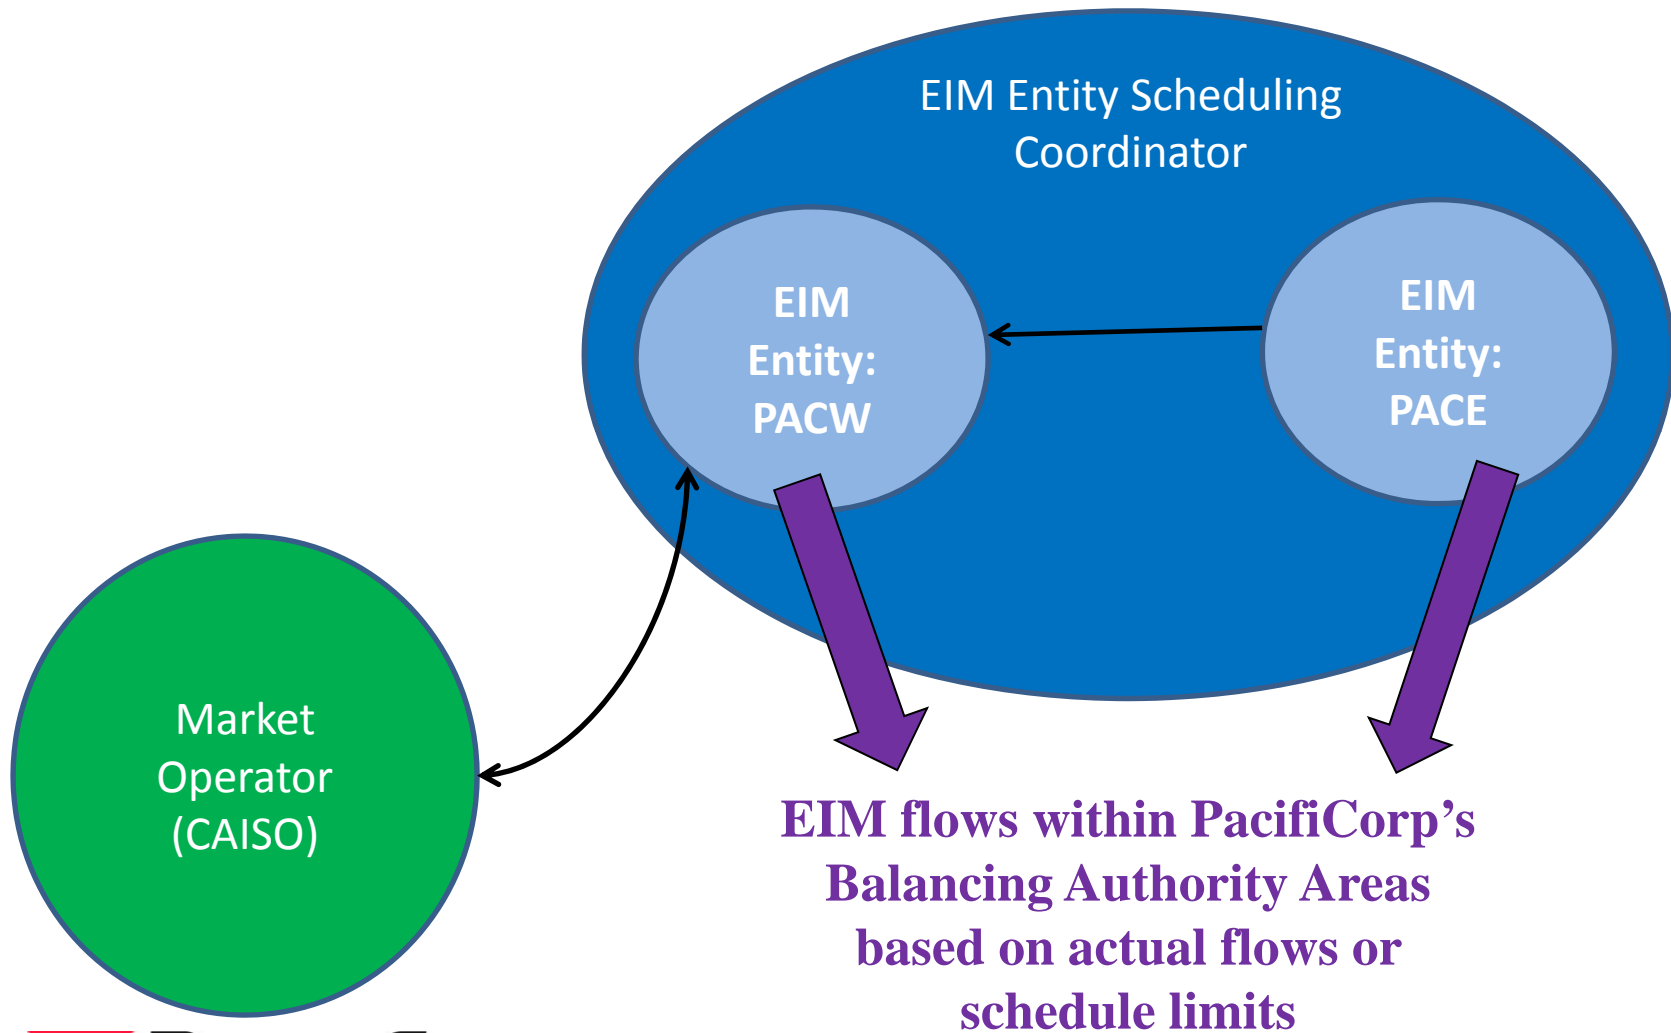 EIM Entity Scheduling
Coordinator
EIM
Entity:
PACW
EIM
Entity:
PACE
Market
Operator
(CAISO)
EIM flows within PacifiCorp’s
Balancing Authority Areas
based on actual flows or
schedule limits